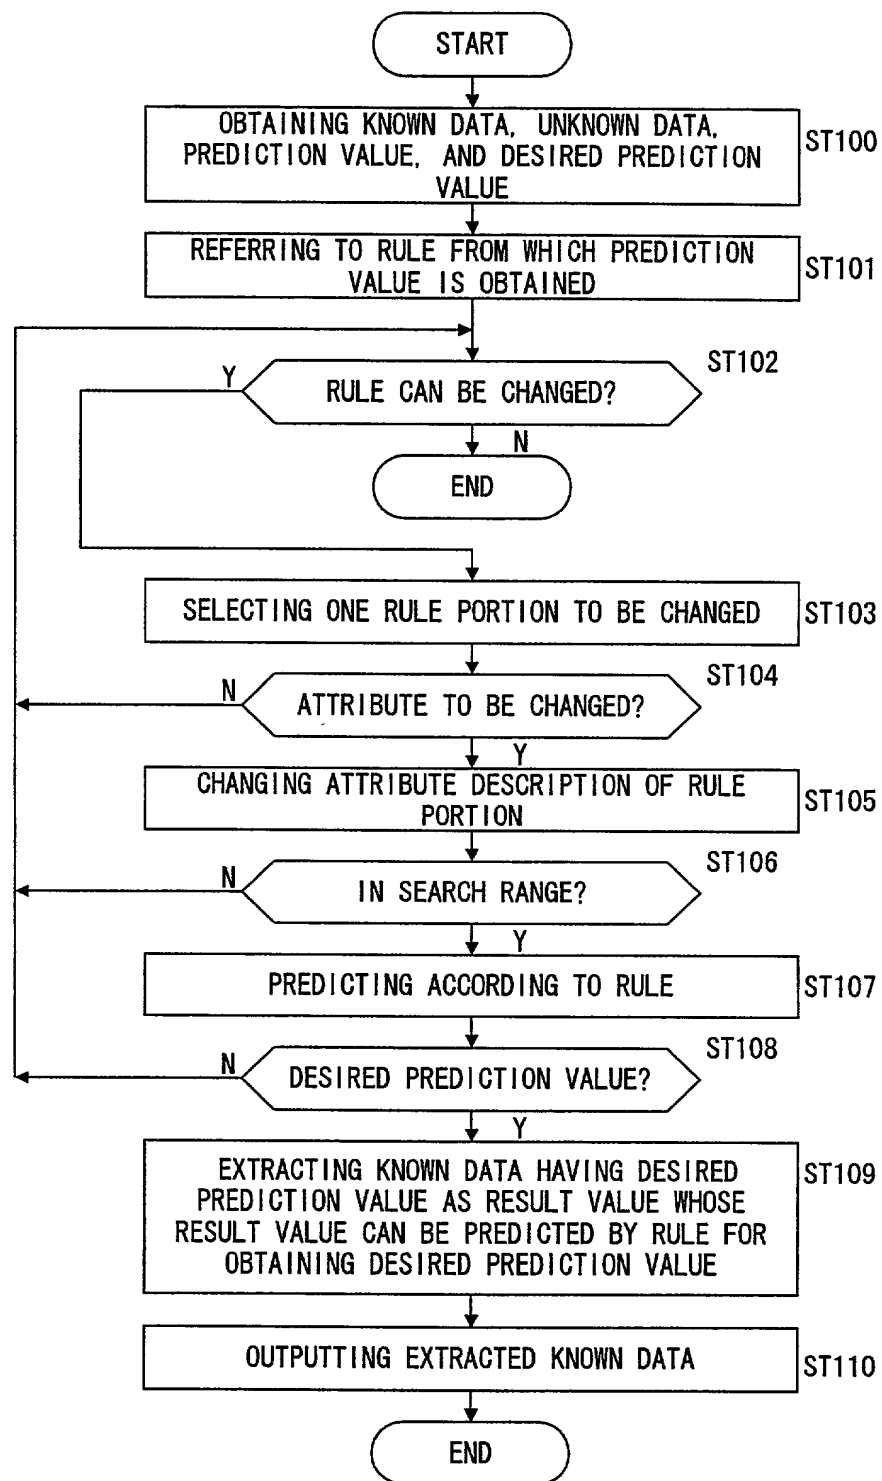 START
OBTAINING KNOWN DATA, UNKNOWN DATA,
PREDICTION VALUE, AND DESIRED PREDICTION
VALUE
ST100
REFERRING TO RULE FROM WHICH PREDICTION
VALUE IS OBTAINED
ST101
ST102
Y
RULE CAN BE CHANGED?
N
END
SELECTING ONE RULE PORTION TO BE CHANGED
ST103
ST104
N
ATTRIBUTE TO BE CHANGED?
Y
CHANGING ATTRIBUTE DESCRIPTION OF RULE
PORTION
ST105
ST106
N
IN SEARCH RANGE?
Y
PREDICTING ACCORDING TO RULE
ST107
ST108
N
DESIRED PREDICTION VALUE?
Y
EXTRACTING KNOWN DATA HAVING DESIRED
PREDICTION VALUE AS RESULT VALUE WHOSE
RESULT VALUE CAN BE PREDICTED BY RULE FOR
OBTAINING DESIRED PREDICTION VALUE
ST109
OUTPUTTING EXTRACTED KNOWN DATA
ST110
END